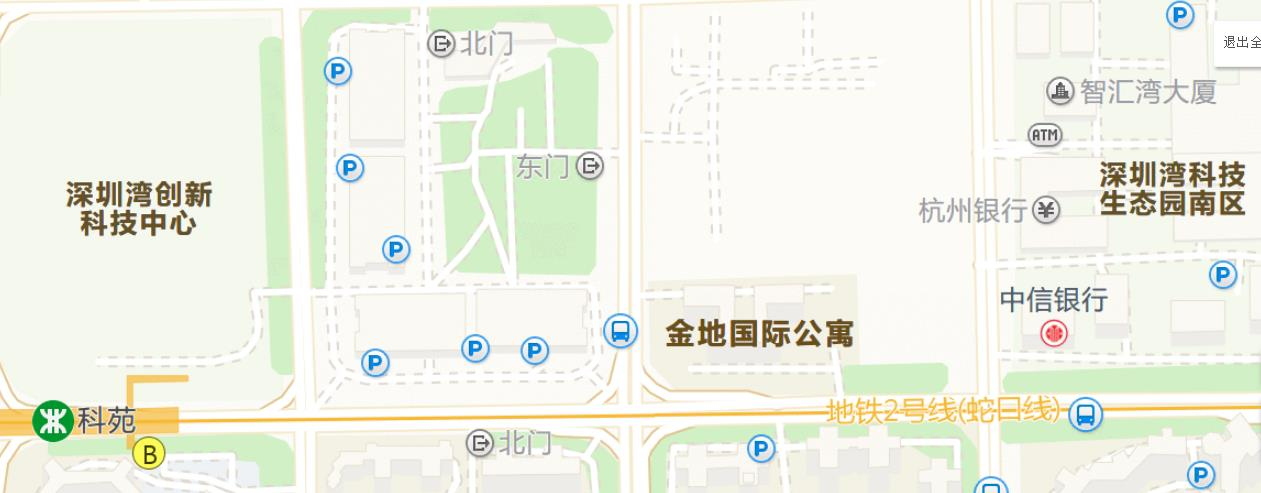 P
退出全
北门
P
智汇湾大厦
ATM
东门
P
深圳湾创新
科技中心
深圳湾科技
生态园南区
杭州银行
¥
P
P
中信银行
金地国际公寓
P
P
P
地铁2号线(蛇口线)
科苑
B
北门
P
P